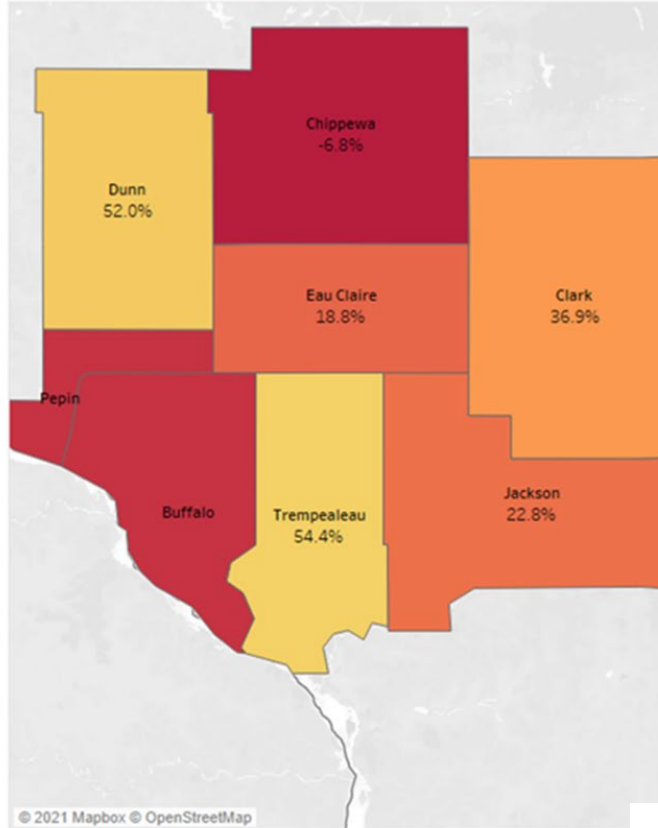 Chippewa
-6.8%
Dunn
52.0%
Eau Claire
18.8%
Clark
36.9%
Pepin
Buffalo
Trempealeau
54.4%
Jackson
22.8%
© 2021 Mapbox © OpenStreetMap